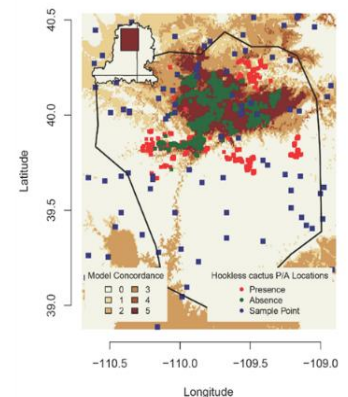 40.5
40.0
39.5
39.0
Latitude
Model Concordance
0 3
1 4
2 5
Hookless cactus P/A Locations
Presence
Absence
Sample Point
−110.5 −110.0 −109.5 −109.0
Longitude